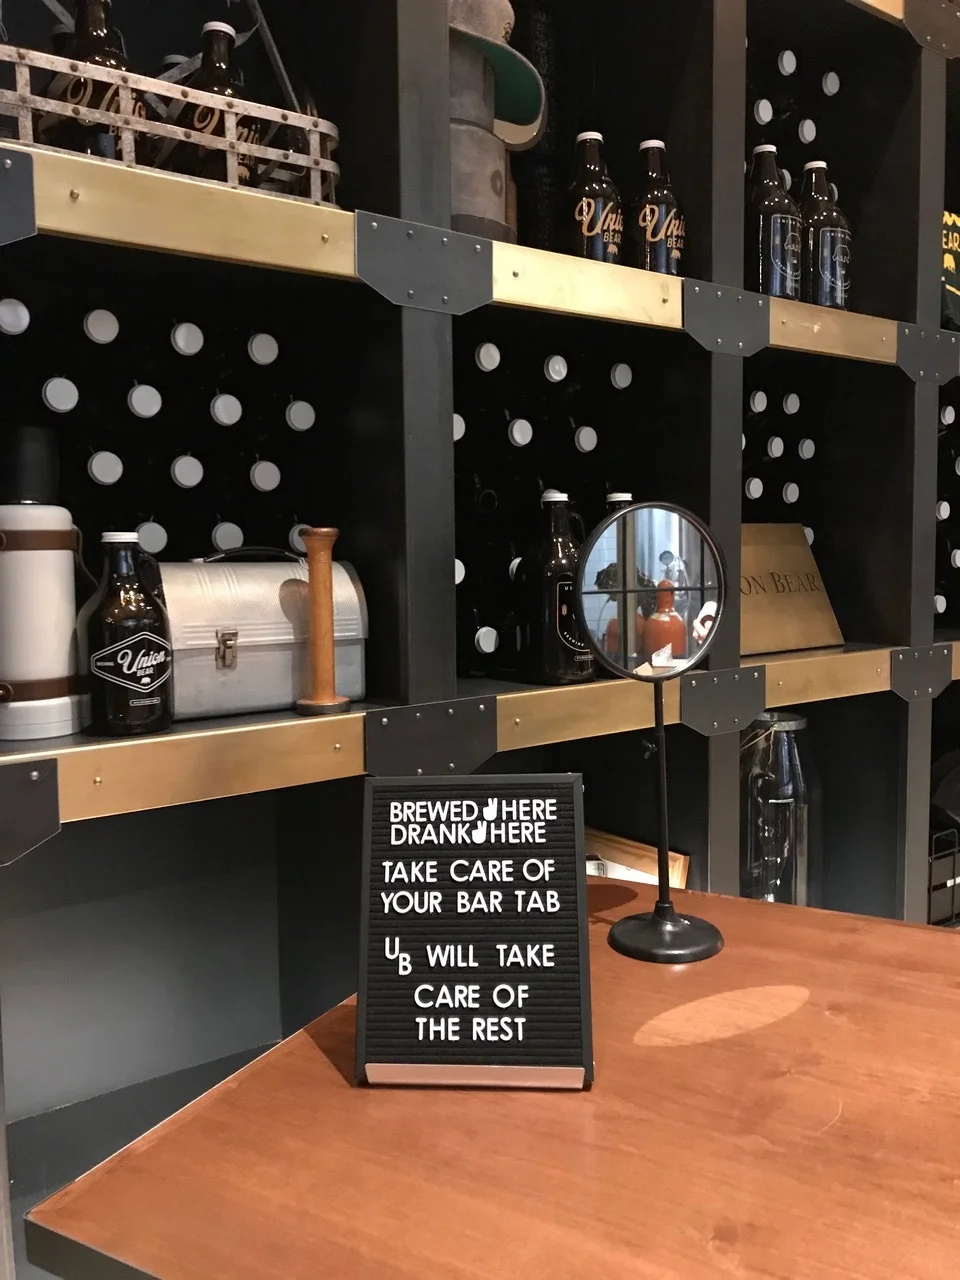 Union
BEAR
Union
BEAR
ON BEAR
Union
BEAR
BREWED✌HERE
DRANK✌HERE
TAKE CARE OF
YOUR BAR TAB
UB WILL TAKE
CARE OF
THE REST